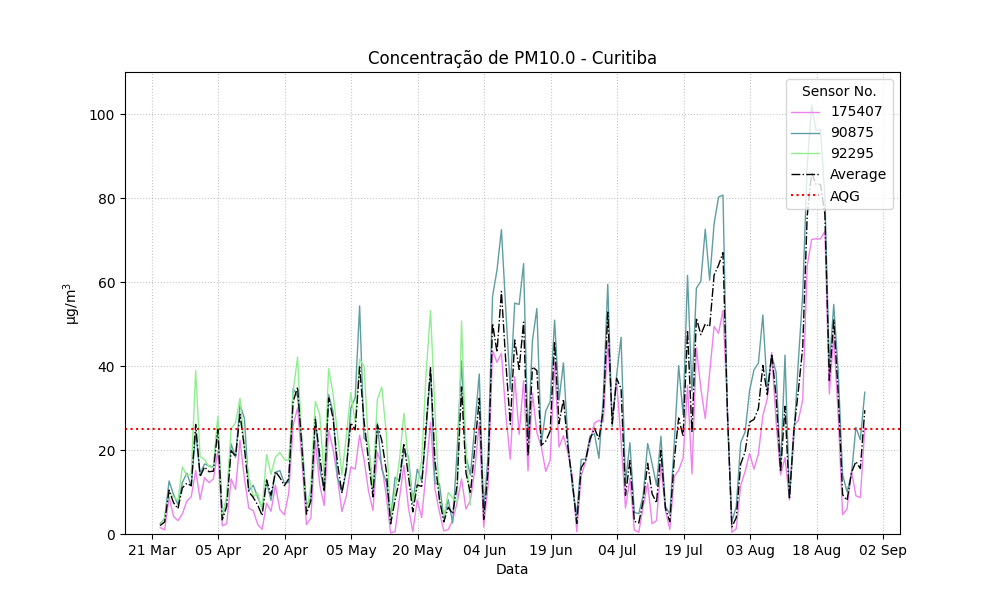 Concentração de PM10.0 - Curitiba
Sensor No.
175407
90875
92295
Average
AQG
100
80
60
40
20
0
µg/m³
21 Mar 05 Apr 20 Apr 05 May 20 May 04 Jun 19 Jun 04 Jul 19 Jul 03 Aug 18 Aug 02 Sep
Data